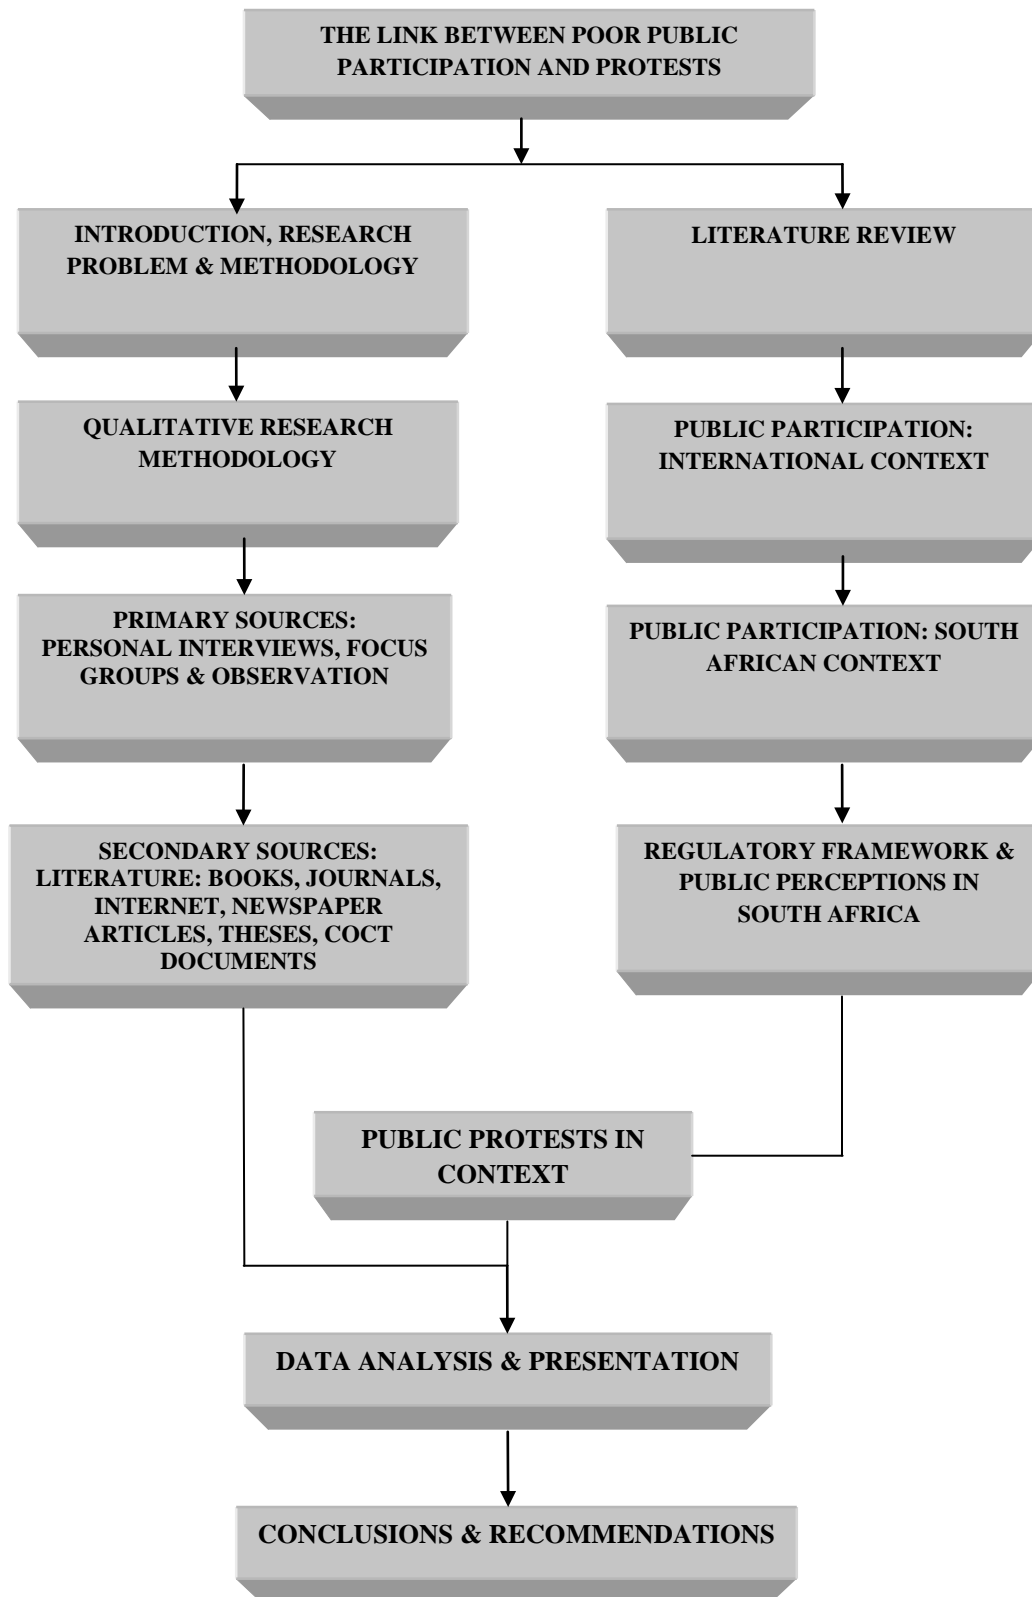 THE LINK BETWEEN POOR PUBLIC
PARTICIPATION AND PROTESTS
INTRODUCTION, RESEARCH
PROBLEM & METHODOLOGY
LITERATURE REVIEW
QUALITATIVE RESEARCH
METHODOLOGY
PUBLIC PARTICIPATION:
INTERNATIONAL CONTEXT
PRIMARY SOURCES:
PERSONAL INTERVIEWS, FOCUS
GROUPS & OBSERVATION
PUBLIC PARTICIPATION: SOUTH
AFRICAN CONTEXT
SECONDARY SOURCES:
LITERATURE: BOOKS, JOURNALS,
INTERNET, NEWSPAPER
ARTICLES, THESES, COCT
DOCUMENTS
REGULATORY FRAMEWORK &
PUBLIC PERCEPTIONS IN
SOUTH AFRICA
PUBLIC PROTESTS IN
CONTEXT
DATA ANALYSIS & PRESENTATION
CONCLUSIONS & RECOMMENDATIONS